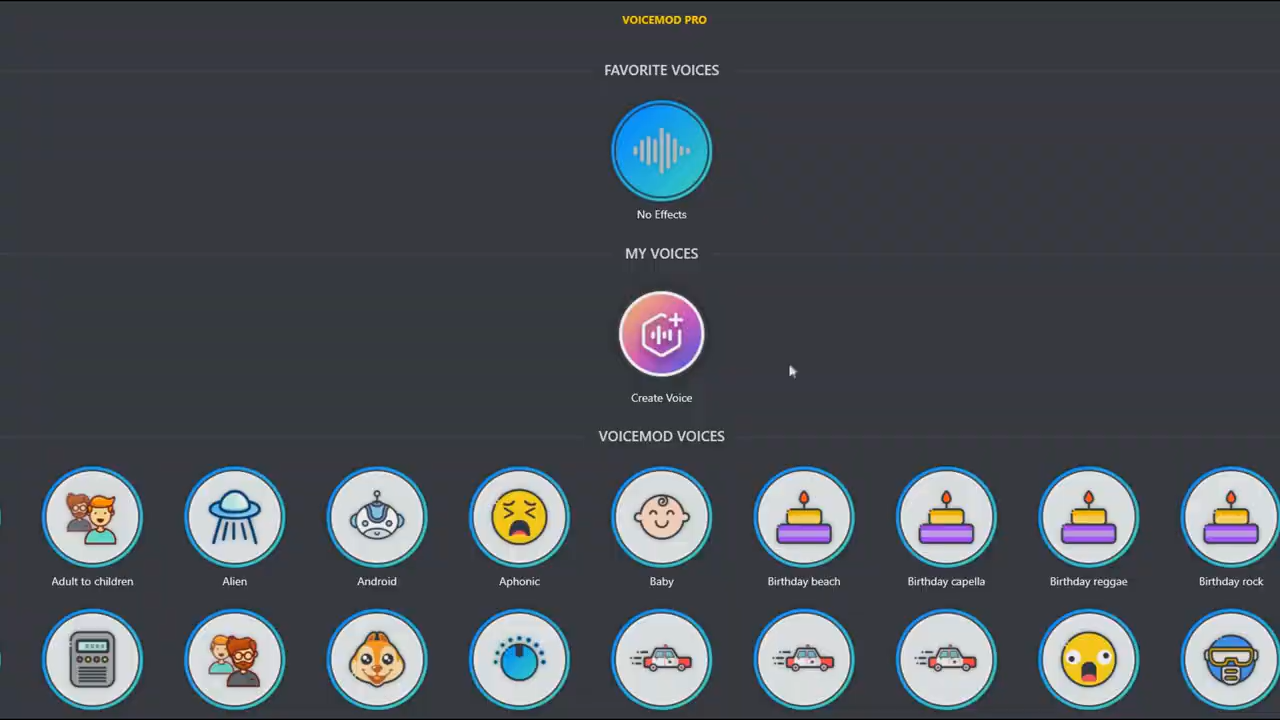 VOICEMOD PRO
FAVORITE VOICES
No Effects
MY VOICES
Create Voice
VOICEMOD VOICES
Adult to children
Alien
Android
Aphonic
Baby
Birthday beach
Birthday capella
Birthday reggae
Birthday rock